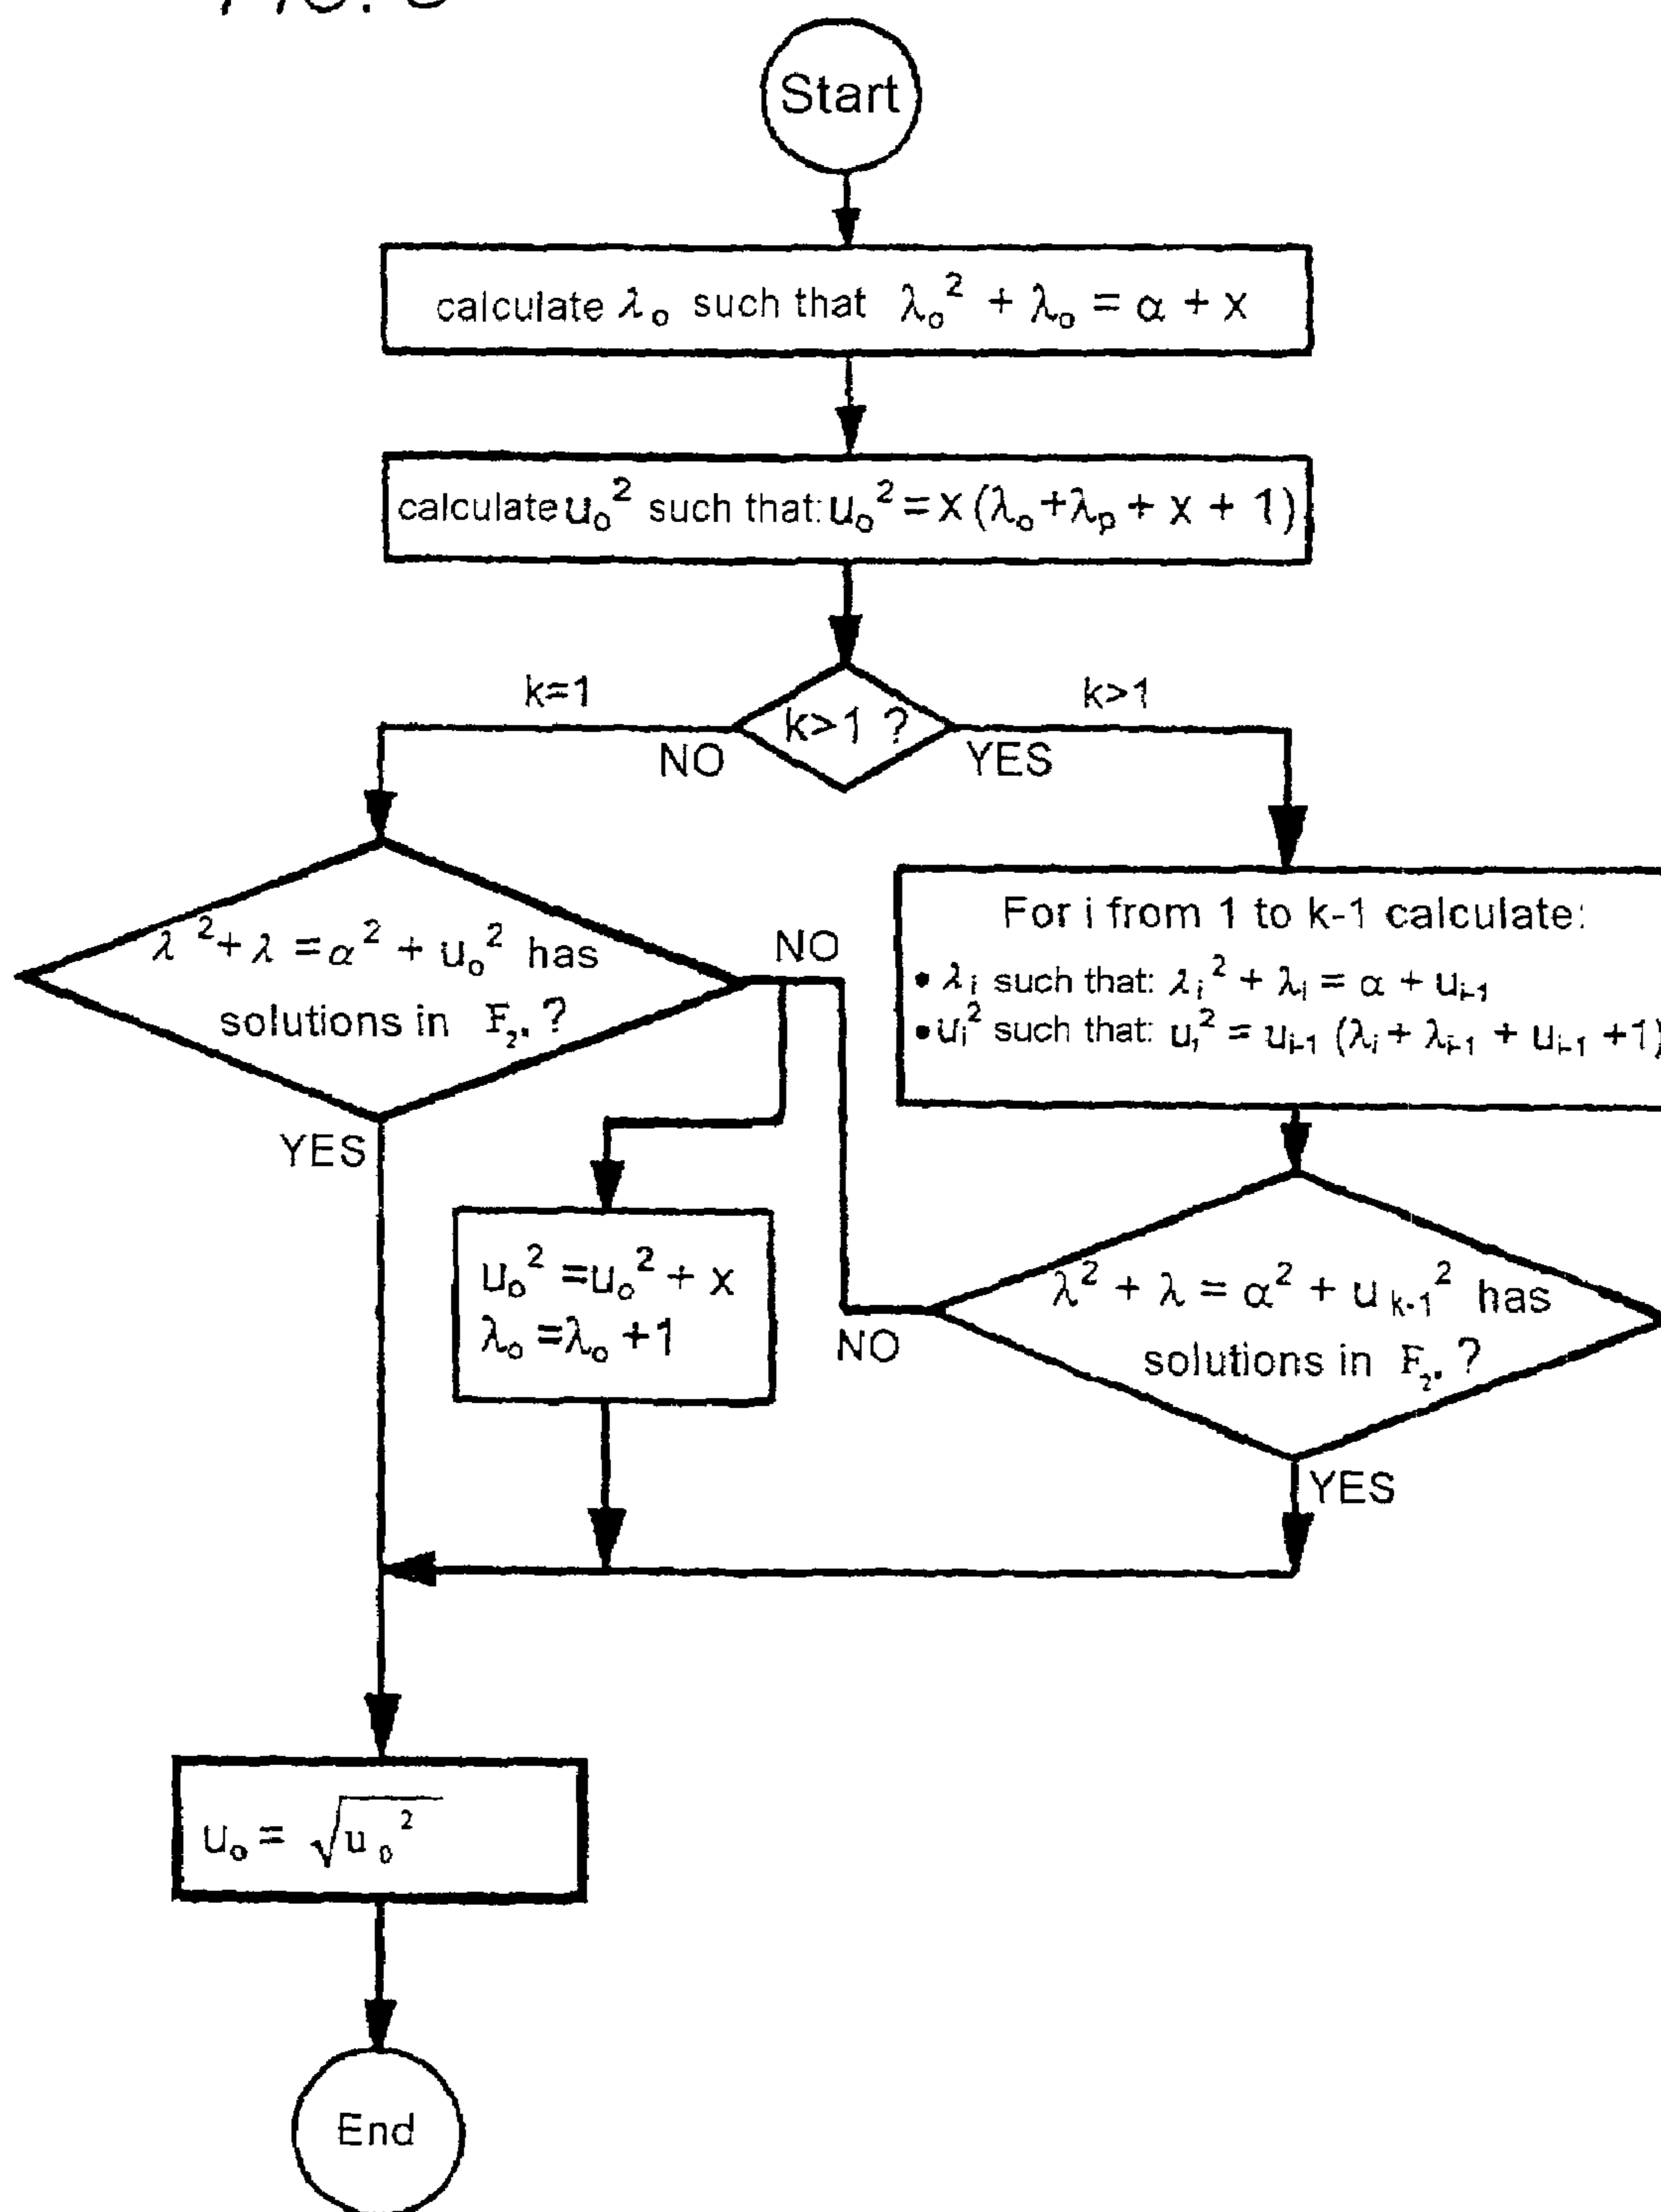 Start
calculate λ₀ such that λ₀² + λ₀ = α + x
calculate u₀² such that: u₀² = x (λ₀+λₚ + x + 1)
k=1
k>1 ?
k>1
NO
YES
λ² + λ = α² + u₀² has
solutions in F₂ₙ ?
NO
YES
For i from 1 to k-1 calculate:
• λᵢ such that: λᵢ² + λᵢ = α + uᵢ₋₁
• uᵢ² such that: uᵢ² = uᵢ₋₁ (λᵢ + λᵢ₋₁ + uᵢ₋₁ +1)
u₀² =u₀² + x
λ₀ =λ₀ +1
λ² + λ = α² + uₖ₋₁² has
solutions in F₂ₙ ?
NO
YES
u₀ = √u₀²
End